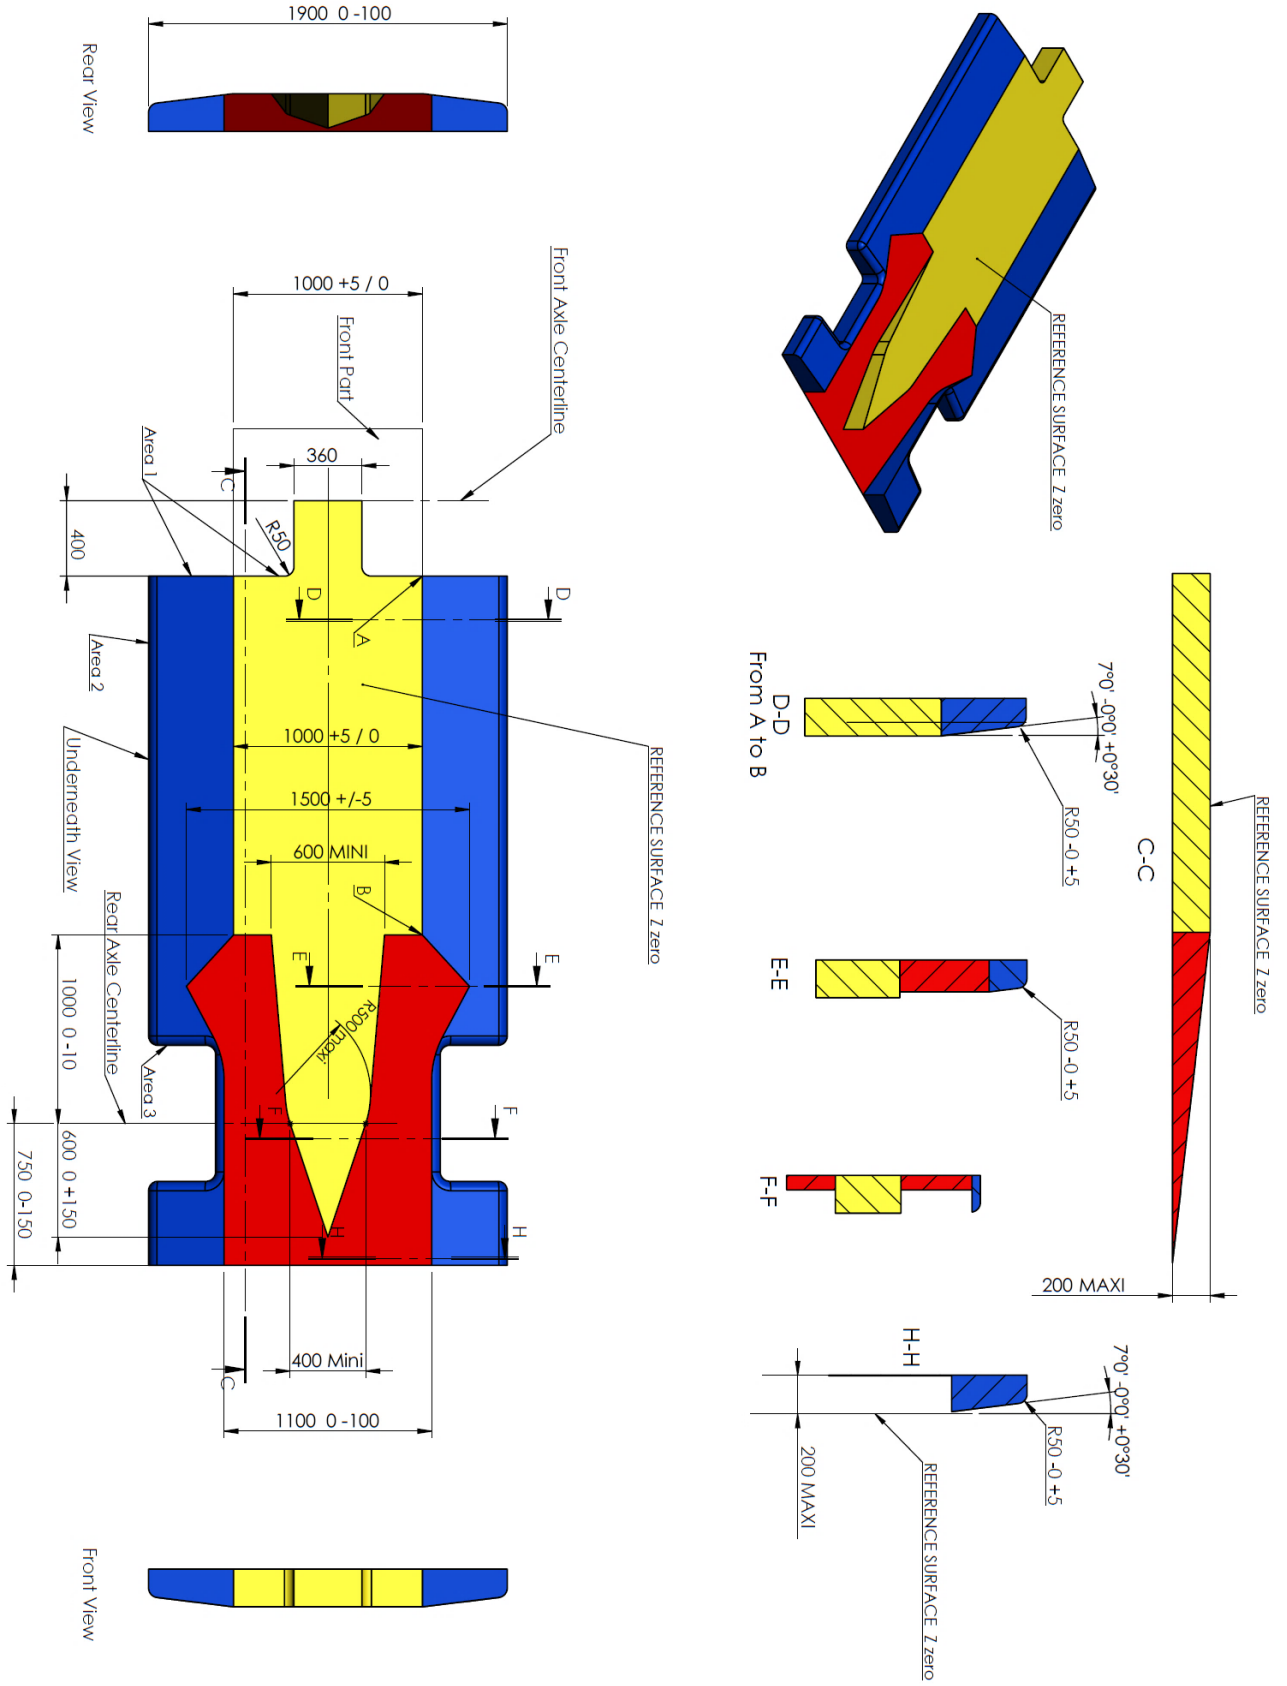 1900 0 -100
Rear View
REFERENCE SURFACE Z zero
Front Axle Centerline
1000 +5 / 0
Front Part
Area 1
C
360
R50
400
D
D
A
Area 2
Underneath View
REFERENCE SURFACE Z zero
1000 +5 / 0
1500 +/-5
600 MINI
B
Rear Axle Centerline
E
E
R500 maxi
1000 0 -10
Area 3
F
F
600 0 +150
750 0 -150
H
H
400 Mini
C
1100 0 -100
Front View
REFERENCE SURFACE Z zero
C-C
200 MAXI
7°0' -0°0' +0°30'
R50 -0 +5
D-D
From A to B
R50 -0 +5
E-E
F-F
H-H
7°0' -0°0' +0°30'
R50 -0 +5
REFERENCE SURFACE Z zero
200 MAXI